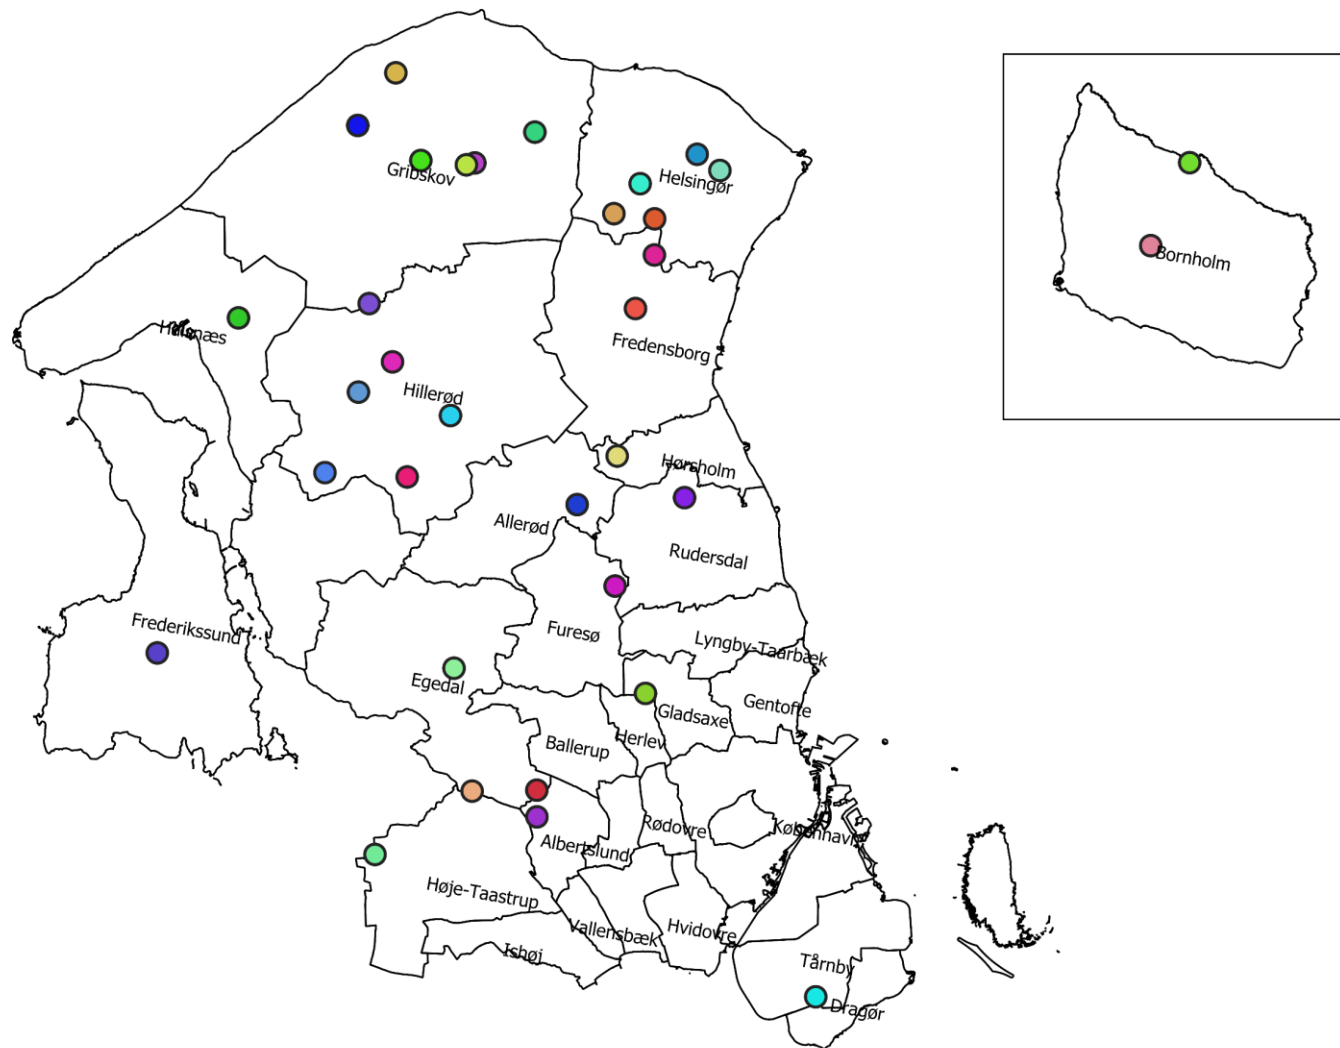 Gribskov
Helsingør
Bornholm
Halsnæs
Fredensborg
Hillerød
Hørsholm
Allerød
Rudersdal
Frederikssund
Furesø
Lyngby-Taarbæk
Egedal
Gentofte
Gladsaxe
Herlev
Ballerup
Rødovre
København
Albertslund
Høje-Taastrup
Vallensbæk
Hvidovre
Ishøj
Tårnby
Dragør